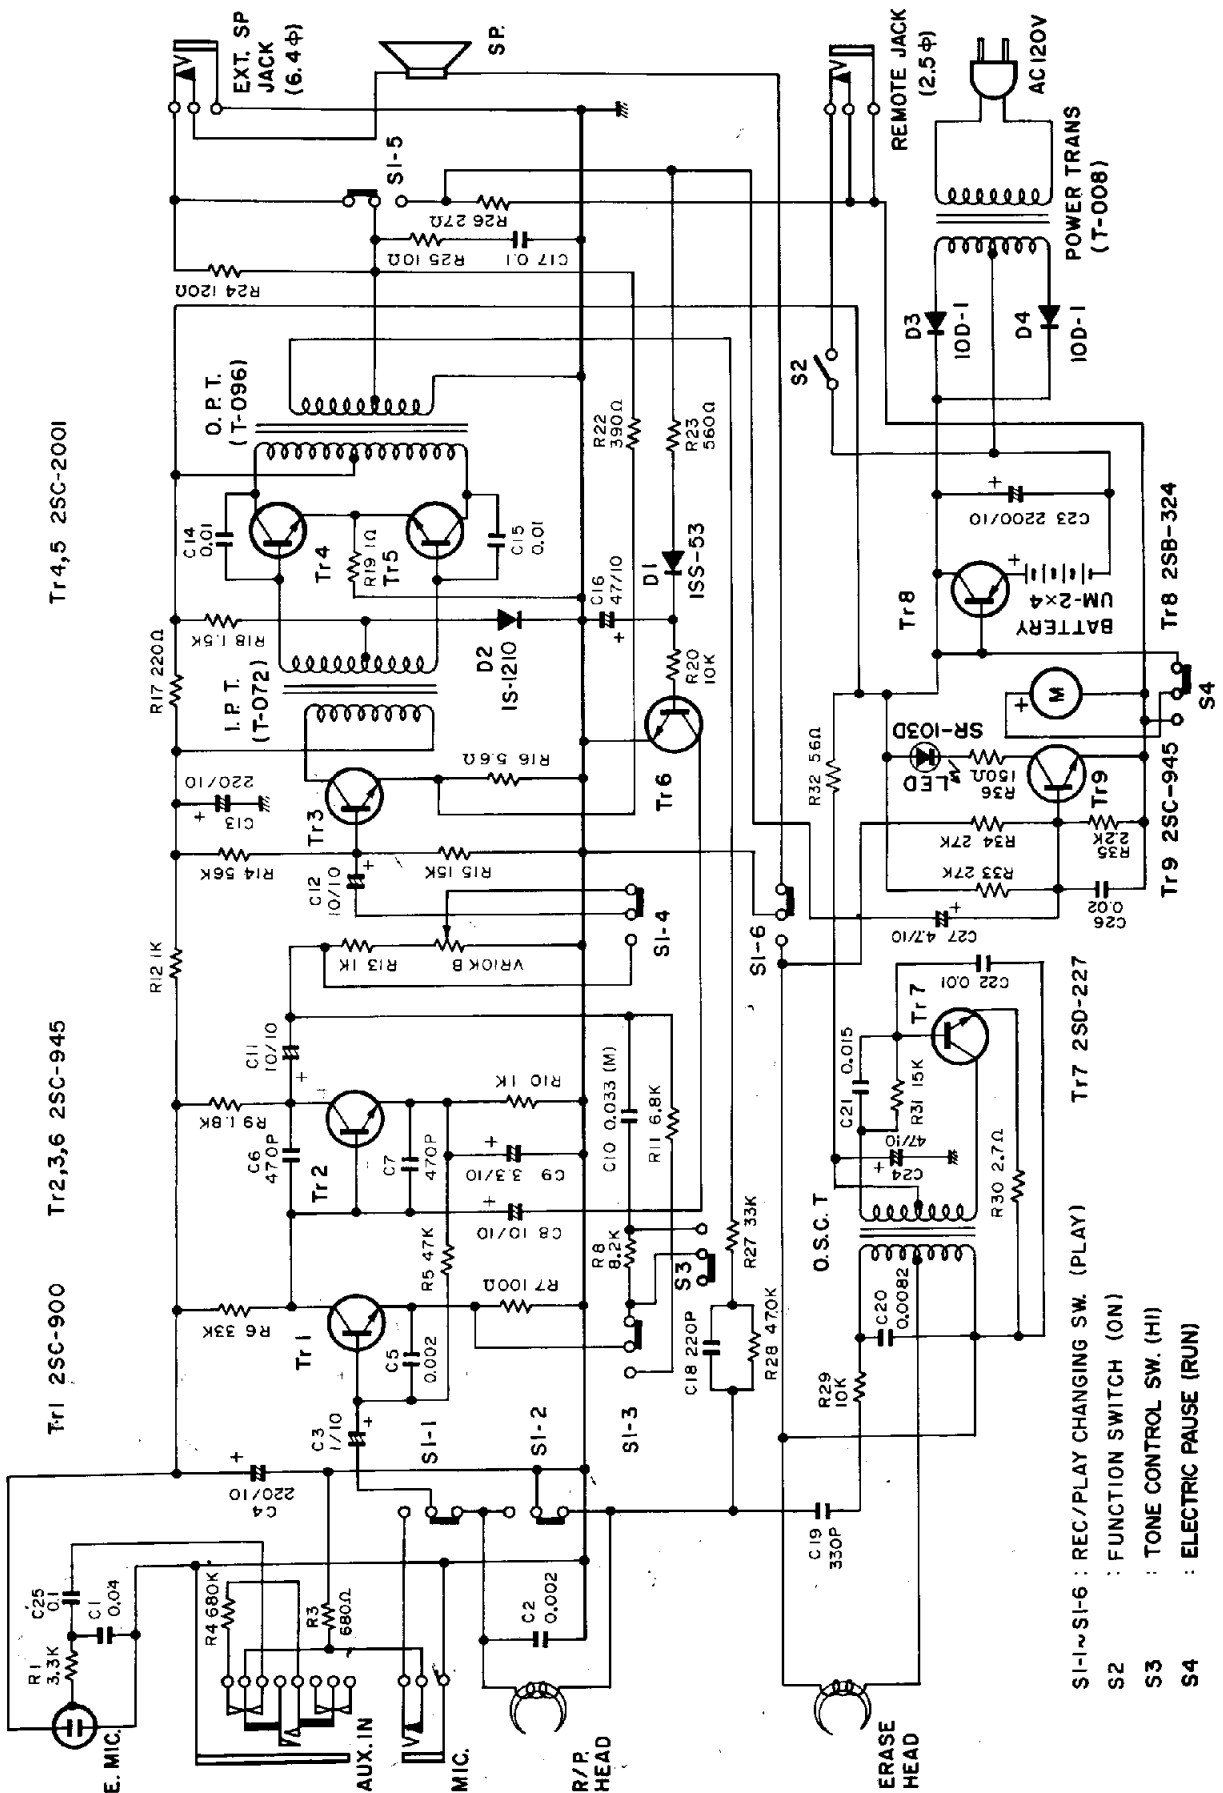 Tr1 2SC-900
Tr2,3,6 2SC-945
Tr4,5 2SC-2001
E. MIC.
R1
3.3K
C25
0.1
C1
0.04
AUX.IN
R4 680K
R3
680Ω
MIC.
R/P.
HEAD
C2
0.002
ERASE
HEAD
220/10
C4
C3
1/10
S1-1
S1-2
S1-3
R6 33K
Tr1
C5
0.002
R7 100Ω
R5 47K
R8
8.2K
S3
C18 220P
R28 470K
R27 33K
C19
330P
R29
10K
C20
0.0082
O.S.C.T
R9 1.8K
C6
470P
Tr2
C7
470P
C8 10/10
+
C9
3.3/10
+
R10 1K
C10 0.033 (M)
R11 6.8K
C11
10/10
+
R12 1K
R13 1K
VR10K B
S1-4
C12
10/10
+
R14 56K
R15 15K
Tr3
R16 5.6Ω
C13
220/10
+
I.P.T.
(T-072)
R17 220Ω
R18 1.5K
D2
IS-1210
C14
0.01
Tr4
R19 1Ω
Tr5
C15
0.01
C16
47/10
+
O.P.T.
(T-096)
R20
10K
Tr6
D1
ISS-53
R22
390Ω
R23
560Ω
R24 120Ω
R25 10Ω
C17 0.1
R26 27Ω
S1-5
EXT. SP
JACK
(6.4φ)
SP.
S1-6
C24
47/10
+
C21 0.015
R31 15K
Tr7
C22 0.01
R30 2.7Ω
Tr7 2SD-227
R32 56Ω
C27 4.7/10
+
R33 27K
R34 27K
C26
0.02
R35
2.2K
Tr9
R36
150Ω
LED
SR-103D
M
+
S4
Tr9 2SC-945
Tr8
BATTERY
UM-2×4
+
C23 2200/10
+
Tr8 2SB-324
S2
D3
10D-1
D4
10D-1
REMOTE JACK
(2.5φ)
POWER TRANS
(T-008)
AC120V
S1-1~S1-6 : REC/PLAY CHANGING SW. (PLAY)
S2 : FUNCTION SWITCH (ON)
S3 : TONE CONTROL SW. (HI)
S4 : ELECTRIC PAUSE (RUN)